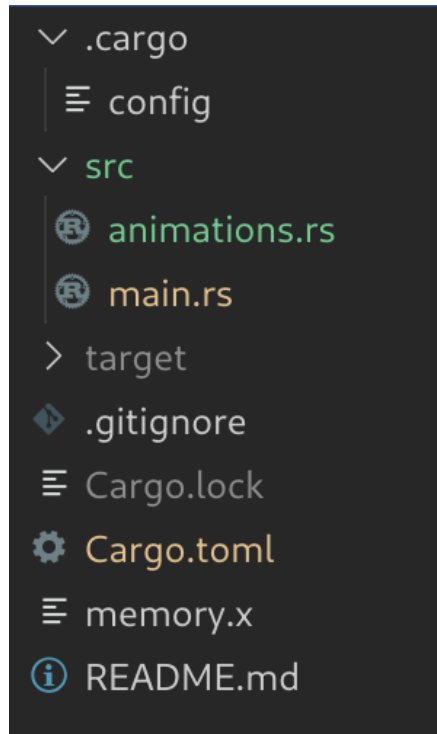 .cargo
config
src
animations.rs
main.rs
target
.gitignore
Cargo.lock
Cargo.toml
memory.x
README.md